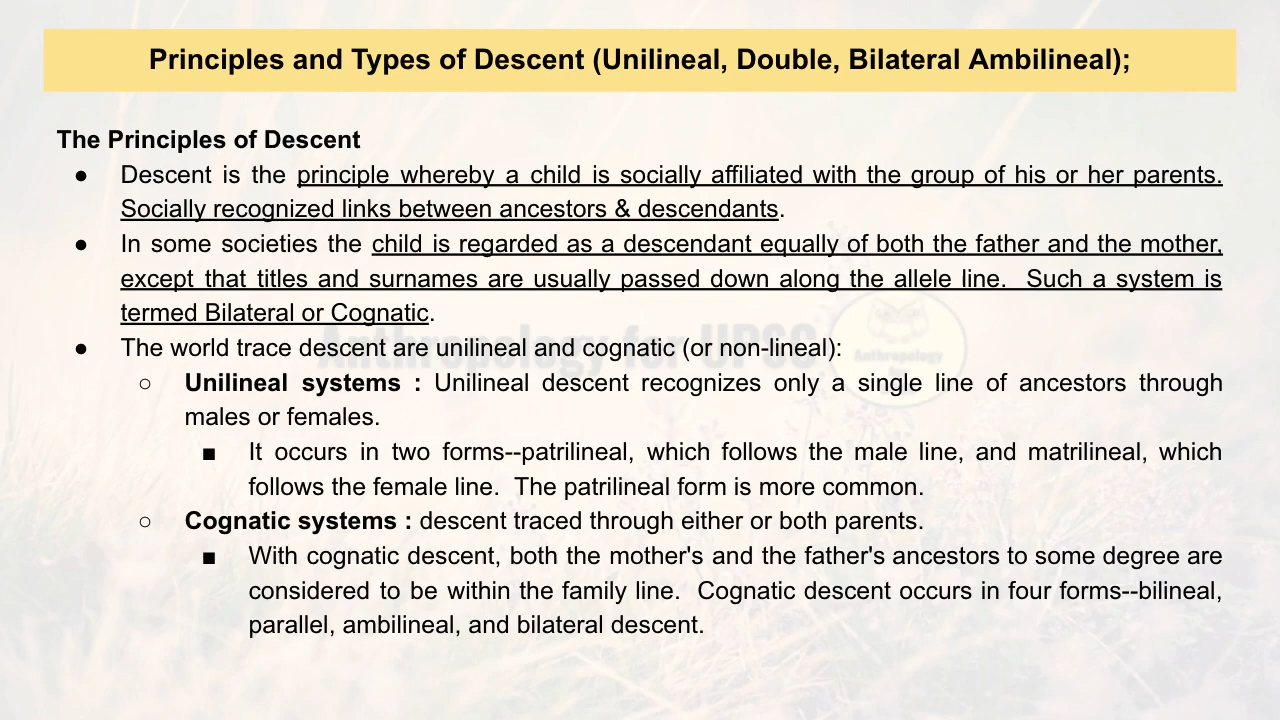 Principles and Types of Descent (Unilineal, Double, Bilateral Ambilineal);
The Principles of Descent
● Descent is the principle whereby a child is socially affiliated with the group of his or her parents.
Socially recognized links between ancestors & descendants.
● In some societies the child is regarded as a descendant equally of both the father and the mother,
except that titles and surnames are usually passed down along the allele line.  Such a system is
termed Bilateral or Cognatic.
● The world trace descent are unilineal and cognatic (or non-lineal):
○ Unilineal systems : Unilineal descent recognizes only a single line of ancestors through
males or females.
■ It occurs in two forms--patrilineal, which follows the male line, and matrilineal, which
follows the female line.  The patrilineal form is more common.
○ Cognatic systems : descent traced through either or both parents.
■ With cognatic descent, both the mother's and the father's ancestors to some degree are
considered to be within the family line.  Cognatic descent occurs in four forms--bilineal,
parallel, ambilineal, and bilateral descent.
Anthropology for UPSC
Anthropology